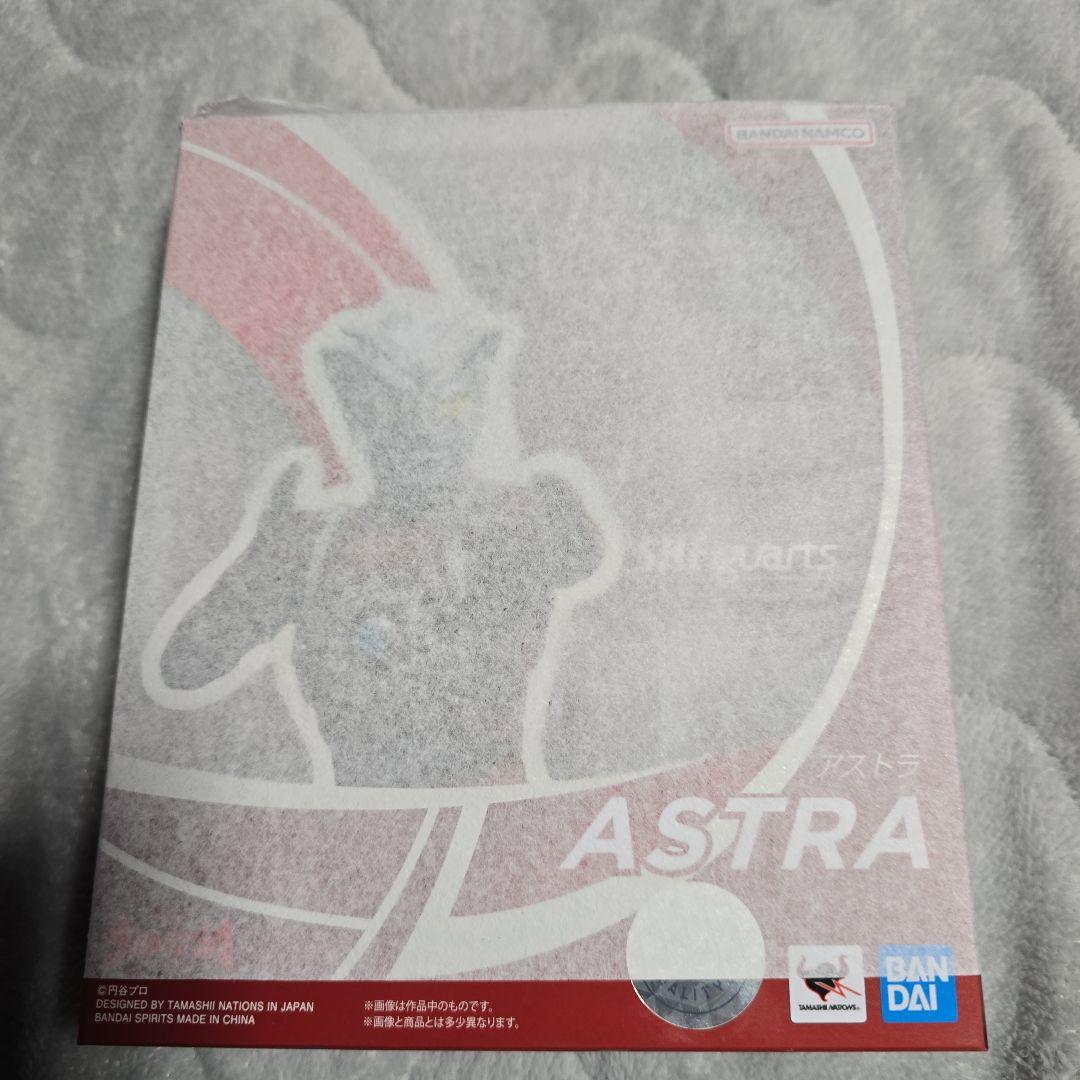 BANDAI NAMCO
S.H.Figuarts
アストラ
ASTRA
©円谷プロ
DESIGNED BY TAMASHII NATIONS IN JAPAN
BANDAI SPIRITS MADE IN CHINA
※画像は作品中のものです。
※画像と商品とは多少異なります。
TAMASHII NATIONS
BAN
DAI